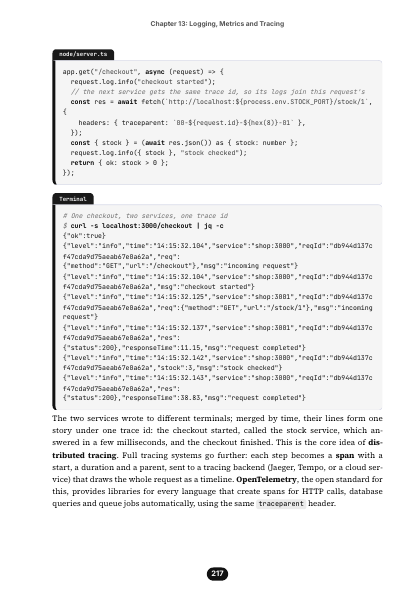 Chapter 13: Logging, Metrics and Tracing
node/server.ts
app.get("/checkout", async (request) => {
  request.log.info("checkout started");
  // the next service gets the same trace id, so its logs join this request's
  const res = await fetch(`http://localhost:${process.env.STOCK_PORT}/stock/1`,
{
    headers: { traceparent: `00-${request.id}-${hex(8)}-01` },
  });
  const { stock } = (await res.json()) as { stock: number };
  request.log.info({ stock }, "stock checked");
  return { ok: stock > 0 };
});
Terminal
# One checkout, two services, one trace id
$ curl -s localhost:3000/checkout | jq -c
{"ok":true}
{"level":"info","time":"14:15:32.104","service":"shop:3000","reqId":"db944d137c
f47cda9d75aeab67e8a62a","req":
{"method":"GET","url":"/checkout"},"msg":"incoming request"}
{"level":"info","time":"14:15:32.104","service":"shop:3000","reqId":"db944d137c
f47cda9d75aeab67e8a62a","msg":"checkout started"}
{"level":"info","time":"14:15:32.125","service":"shop:3001","reqId":"db944d137c
f47cda9d75aeab67e8a62a","req":{"method":"GET","url":"/stock/1"},"msg":"incoming
request"}
{"level":"info","time":"14:15:32.137","service":"shop:3001","reqId":"db944d137c
f47cda9d75aeab67e8a62a","res":
{"status":200},"responseTime":11.15,"msg":"request completed"}
{"level":"info","time":"14:15:32.142","service":"shop:3000","reqId":"db944d137c
f47cda9d75aeab67e8a62a","stock":3,"msg":"stock checked"}
{"level":"info","time":"14:15:32.143","service":"shop:3000","reqId":"db944d137c
f47cda9d75aeab67e8a62a","res":
{"status":200},"responseTime":38.83,"msg":"request completed"}
The two services wrote to different terminals; merged by time, their lines form one
story under one trace id: the checkout started, called the stock service, which an-
swered in a few milliseconds, and the checkout finished. This is the core idea of dis-
tributed tracing. Full tracing systems go further: each step becomes a span with a
start, a duration and a parent, sent to a tracing backend (Jaeger, Tempo, or a cloud ser-
vice) that draws the whole request as a timeline. OpenTelemetry, the open standard for
this, provides libraries for every language that create spans for HTTP calls, database
queries and queue jobs automatically, using the same traceparent header.
217